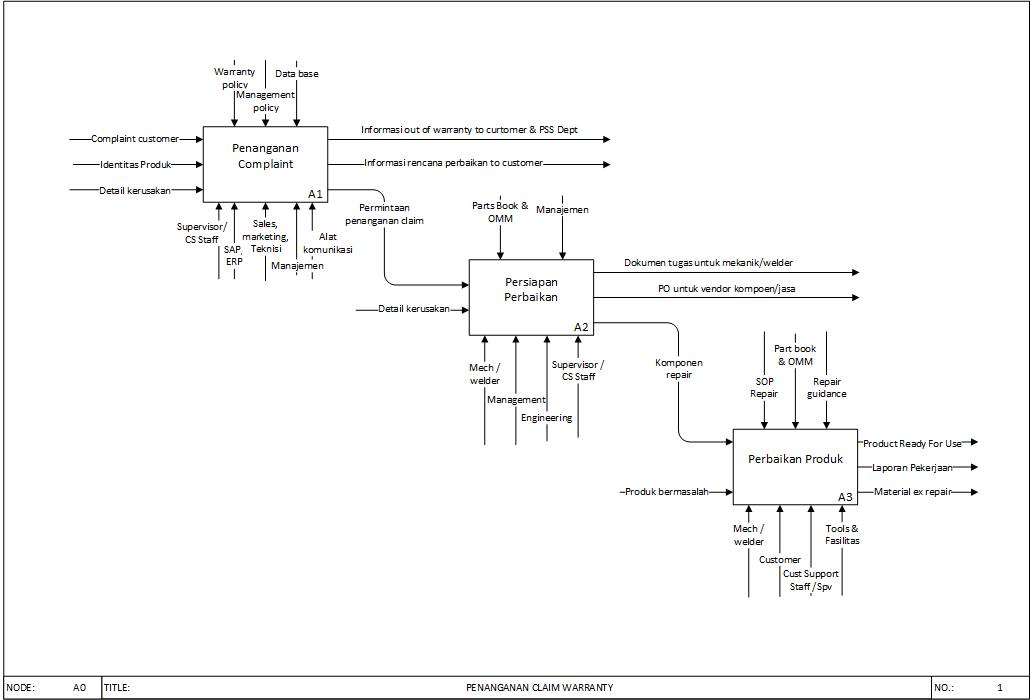 Warranty
policy
Management
policy
Data base
Complaint customer
Identitas Produk
Detail kerusakan
Penanganan
Complaint
A1
Informasi out of warranty to curtomer & PSS Dept
Informasi rencana perbaikan to customer
Permintaan
penanganan claim
Supervisor/
CS Staff
SAP,
ERP
Sales,
marketing,
Teknisi
Manajemen
Alat
komunikasi
Parts Book &
OMM
Manajemen
Detail kerusakan
Persiapan
Perbaikan
A2
Dokumen tugas untuk mekanik/welder
PO untuk vendor kompoen/jasa
Komponen
repair
Mech /
welder
Management
Engineering
Supervisor /
CS Staff
SOP
Repair
Part book
& OMM
Repair
guidance
Produk bermasalah
Perbaikan Produk
A3
Product Ready For Use
Laporan Pekerjaan
Material ex repair
Mech /
welder
Customer
Cust Support
Staff /Spv
Tools &
Fasilitas
NODE: A0 TITLE: PENANGANAN CLAIM WARRANTY NO.: 1